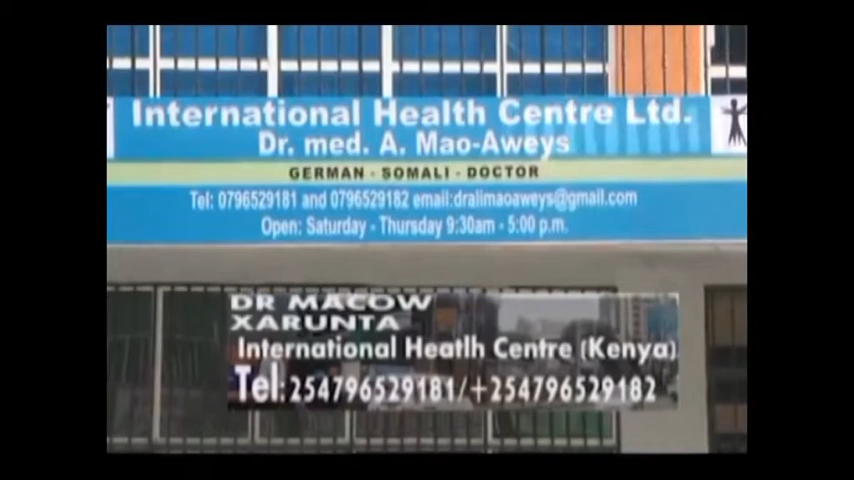 International Health Centre Ltd.
Dr. med. A. Mao-Aweys
GERMAN - SOMALI - DOCTOR
Tel: 0796529181 and 0796529182 email:dralimaoaweys@gmail.com
Open: Saturday - Thursday 9:30am - 5:00 p.m.
DR MACOW
XARUNTA
International Heatlh Centre (Kenya)
Tel:254796529181/+254796529182